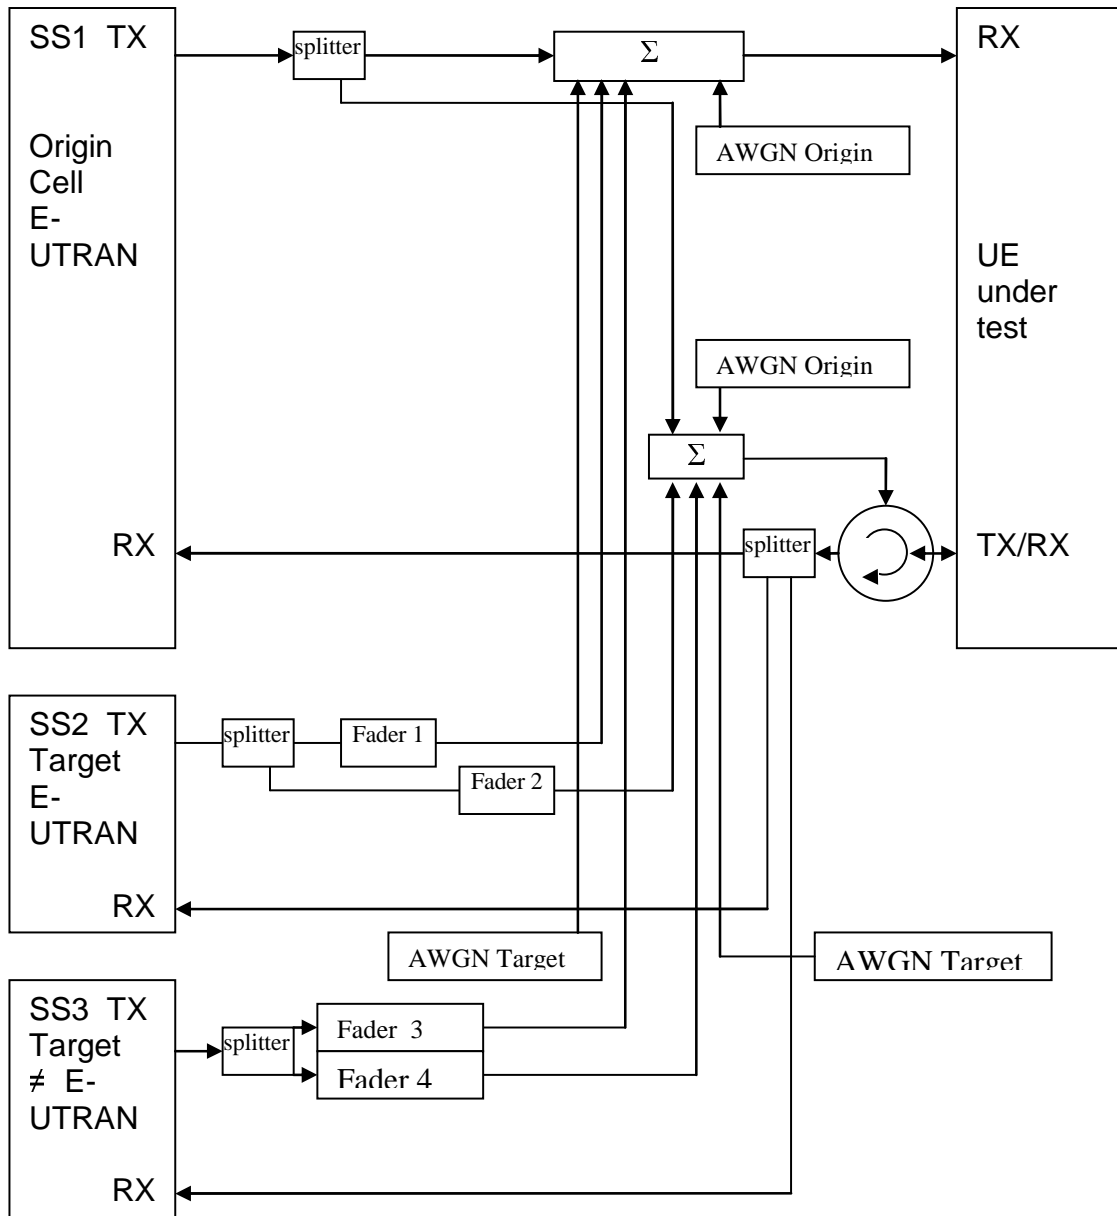 SS1 TX
Origin
Cell
E-
UTRAN
RX
splitter
Σ
RX
AWGN Origin
UE
under
test
AWGN Origin
Σ
splitter
TX/RX
SS2 TX
Target
E-
UTRAN
RX
splitter
Fader 1
Fader 2
AWGN Target
AWGN Target
SS3 TX
Target
≠ E-
UTRAN
RX
splitter
Fader 3
Fader 4